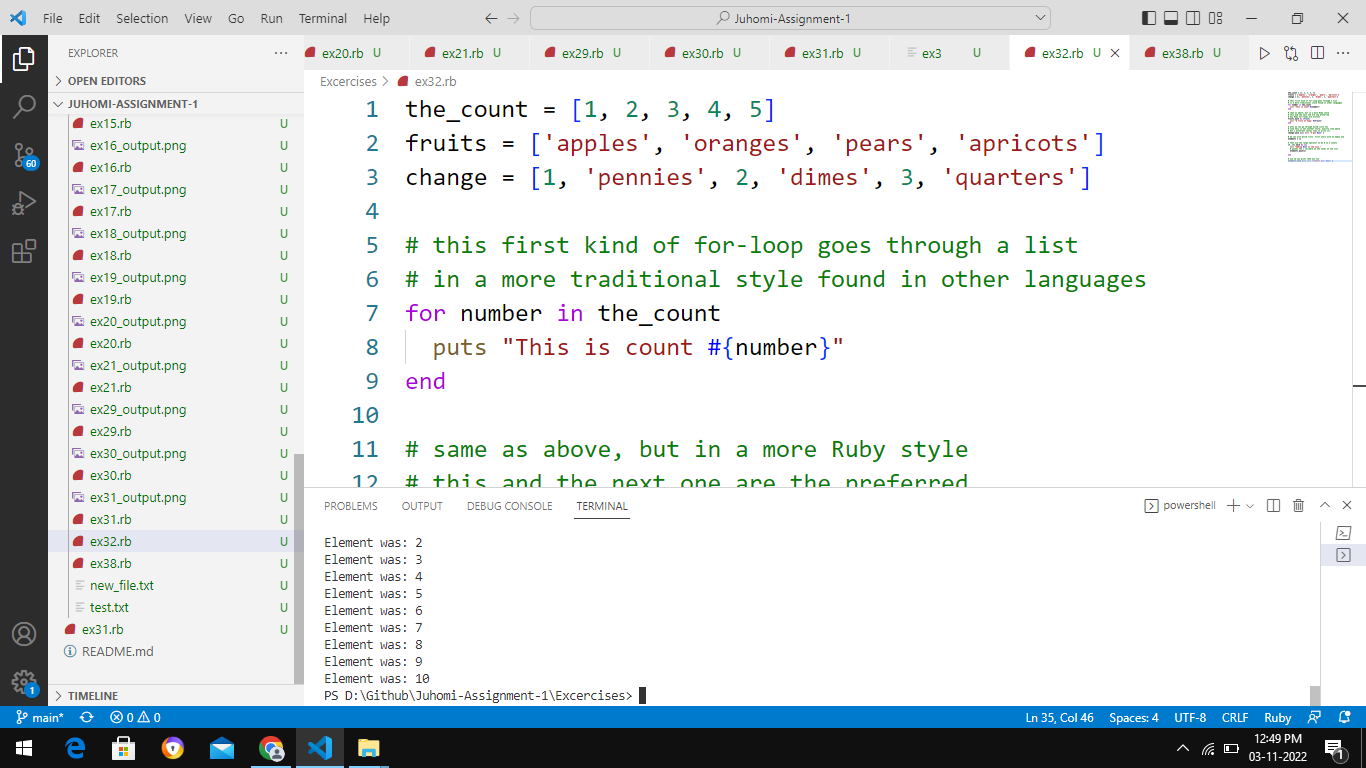 File Edit Selection View Go Run Terminal Help
Juhomi-Assignment-1
EXPLORER
ex20.rb U
ex21.rb U
ex29.rb U
ex30.rb U
ex31.rb U
ex3 U
ex32.rb U
ex38.rb U
OPEN EDITORS
Excercises > ex32.rb
JUHOMI-ASSIGNMENT-1
ex15.rb U
ex16_output.png U
ex16.rb U
ex17_output.png U
ex17.rb U
ex18_output.png U
ex18.rb U
ex19_output.png U
ex19.rb U
ex20_output.png U
ex20.rb U
ex21_output.png U
ex21.rb U
ex29_output.png U
ex29.rb U
ex30_output.png U
ex30.rb U
ex31_output.png U
ex31.rb U
ex32.rb U
ex38.rb U
new_file.txt U
test.txt U
ex31.rb U
README.md
TIMELINE
60
1
1 the_count = [1, 2, 3, 4, 5]
2 fruits = ['apples', 'oranges', 'pears', 'apricots']
3 change = [1, 'pennies', 2, 'dimes', 3, 'quarters']
4
5 # this first kind of for-loop goes through a list
6 # in a more traditional style found in other languages
7 for number in the_count
8 puts "This is count #{number}"
9 end
10
11 # same as above, but in a more Ruby style
12 # this and the next one are the preferred
PROBLEMS OUTPUT DEBUG CONSOLE TERMINAL
powershell
Element was: 2
Element was: 3
Element was: 4
Element was: 5
Element was: 6
Element was: 7
Element was: 8
Element was: 9
Element was: 10
PS D:\Github\Juhomi-Assignment-1\Excercises>
main* 0 0
Ln 35, Col 46 Spaces: 4 UTF-8 CRLF Ruby
12:49 PM
03-11-2022
1